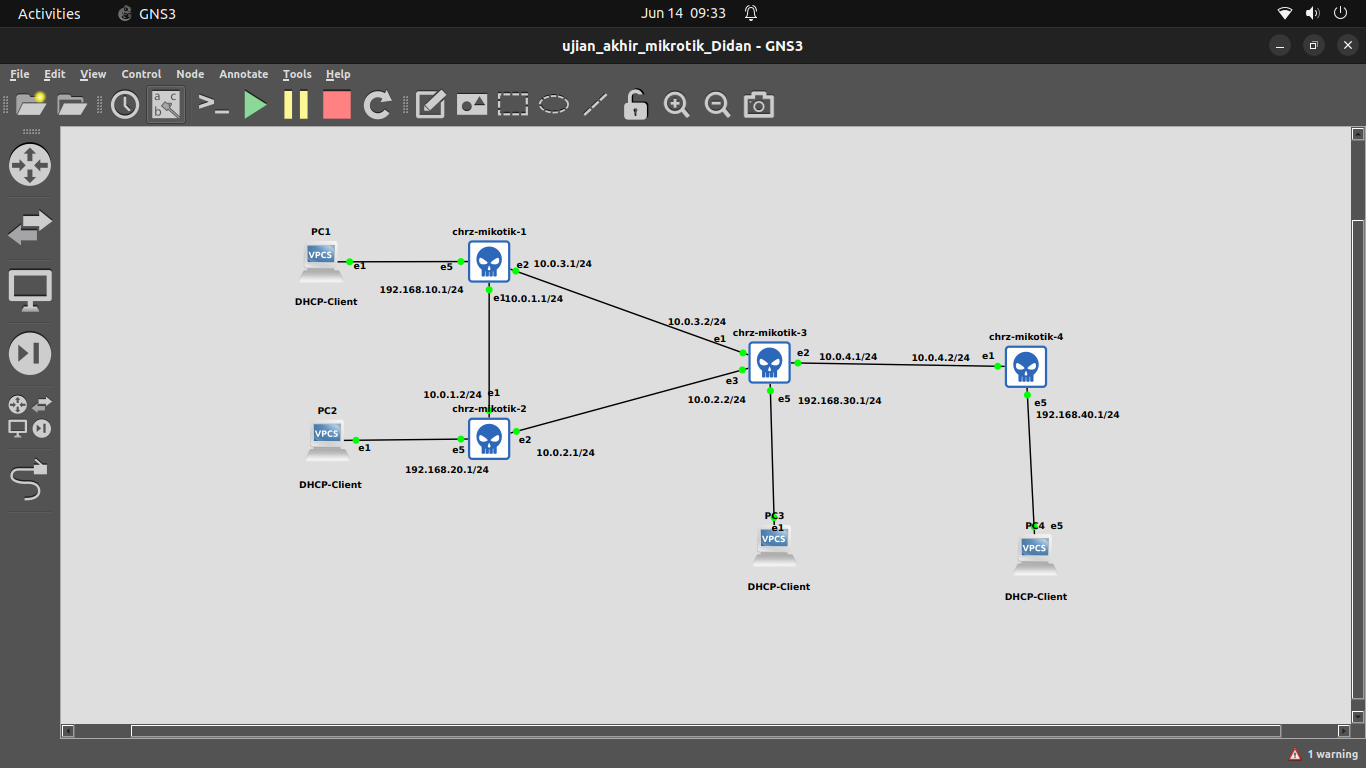 Activities
GNS3
Jun 14 09:33
ujian_akhir_mikrotik_Didan - GNS3
File Edit View Control Node Annotate Tools Help
a c
b
>_
PC1
VPCS
e1
DHCP-Client
chrz-mikotik-1
e5
192.168.10.1/24
e2 10.0.3.1/24
e1 10.0.1.1/24
10.0.3.2/24
chrz-mikotik-3
e1
e2 10.0.4.1/24
e3
10.0.2.2/24
e5 192.168.30.1/24
chrz-mikotik-4
10.0.4.2/24 e1
e5
192.168.40.1/24
10.0.1.2/24 e1
chrz-mikotik-2
PC2
VPCS
e1
DHCP-Client
e5
192.168.20.1/24
e2
10.0.2.1/24
PC3
e1
VPCS
DHCP-Client
PC4 e5
VPCS
DHCP-Client
1 warning